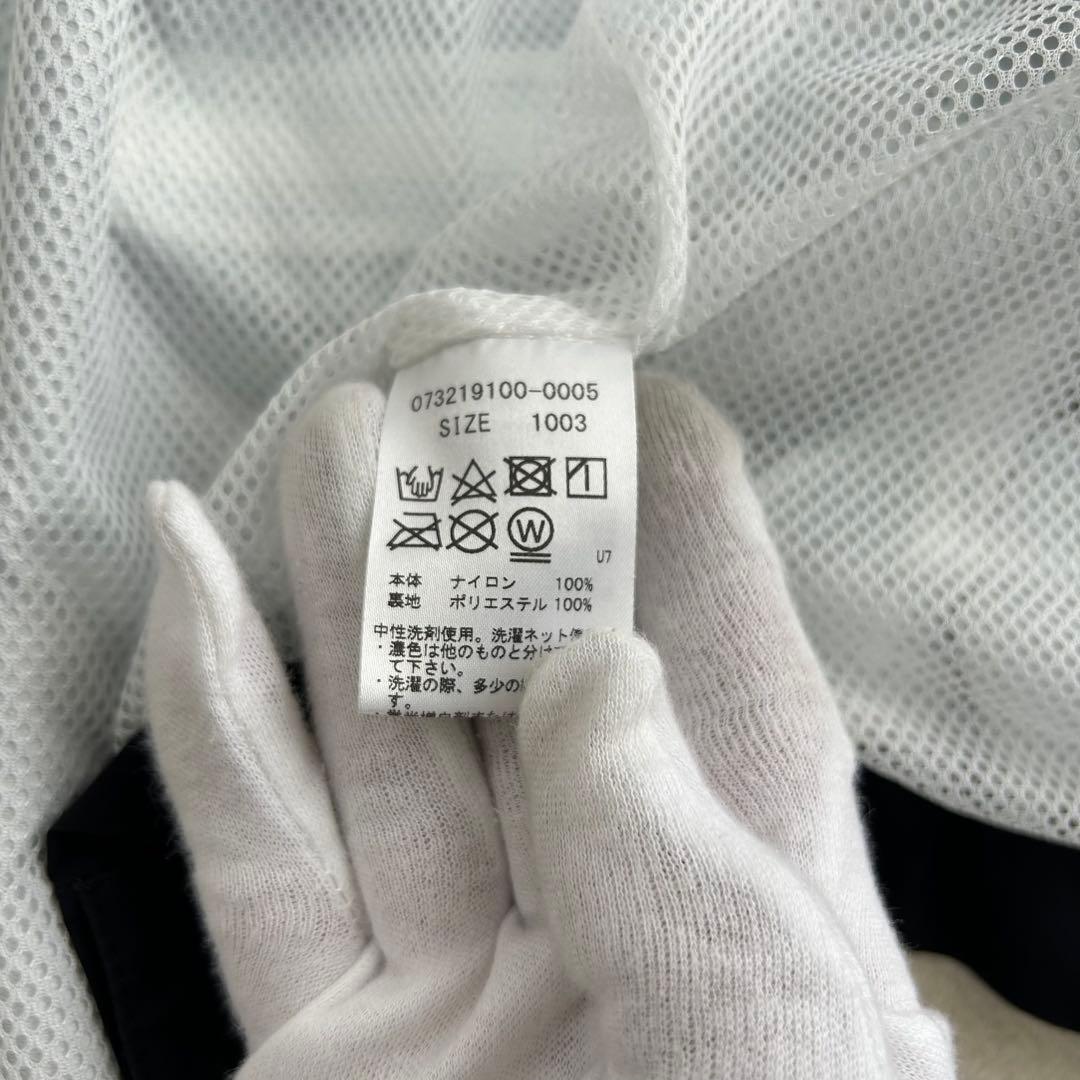 073219100-0005
SIZE 1003
W
U7
本体 ナイロン 100%
裏地 ポリエステル 100%
中性洗剤使用。洗濯ネット
・濃色は他のものと分け
て下さい。
・洗濯の際、多少の
す。